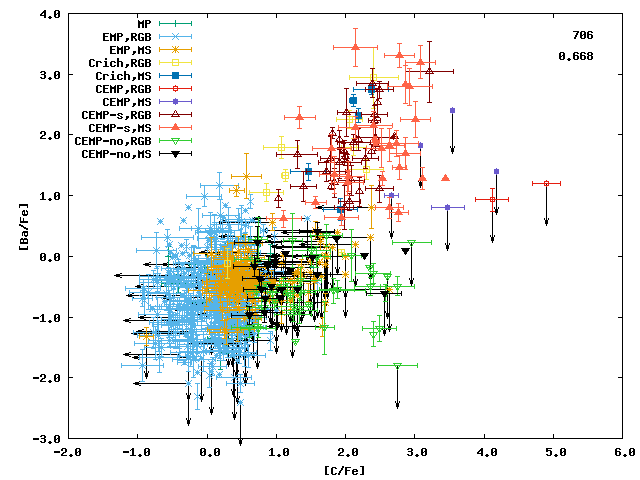 4.0
MP
706
EMP,RGB
EMP,MS
0.668
Crich,RGB
3.0
Crich,MS
CEMP,RGB
CEMP,MS
CEMP-s,RGB
CEMP-s,MS
2.0
CEMP-no,RGB
CEMP-no,MS
1.0
[Ba/Fe]
0.0
-1.0
-2.0
-3.0
-2.0 -1.0 0.0 1.0 2.0 3.0 4.0 5.0 6.0
[C/Fe]